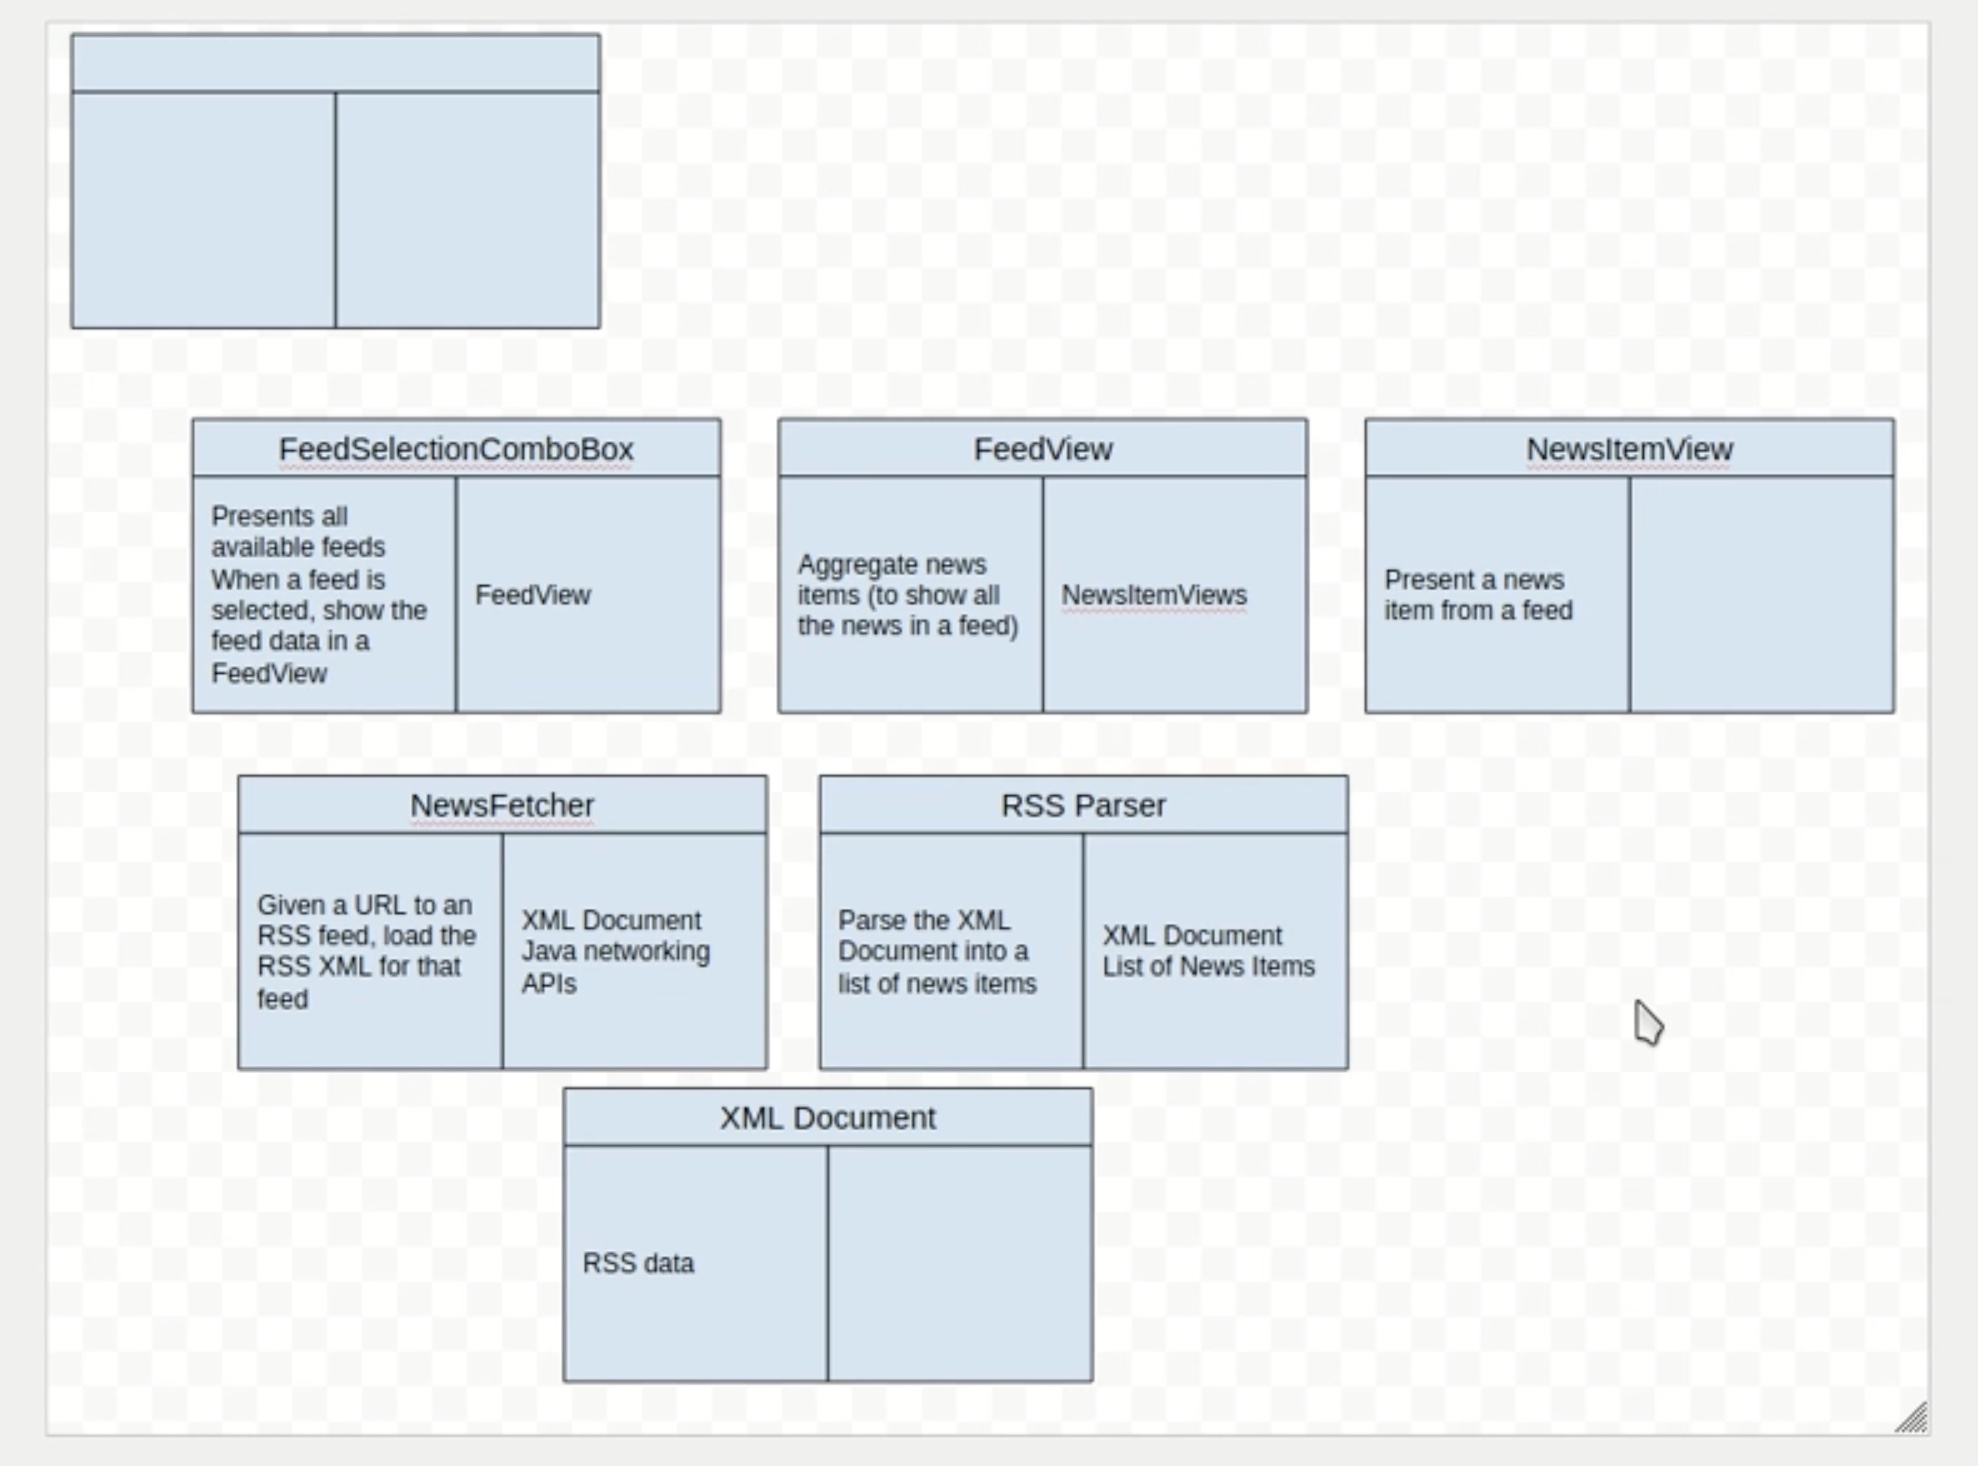 FeedSelectionComboBox
Presents all
available feeds
When a feed is
selected, show the
feed data in a
FeedView
FeedView
FeedView
Aggregate news
items (to show all
the news in a feed)
NewsItemViews
NewsItemView
Present a news
item from a feed
NewsFetcher
Given a URL to an
RSS feed, load the
RSS XML for that
feed
XML Document
Java networking
APIs
RSS Parser
Parse the XML
Document into a
list of news items
XML Document
List of News Items
XML Document
RSS data